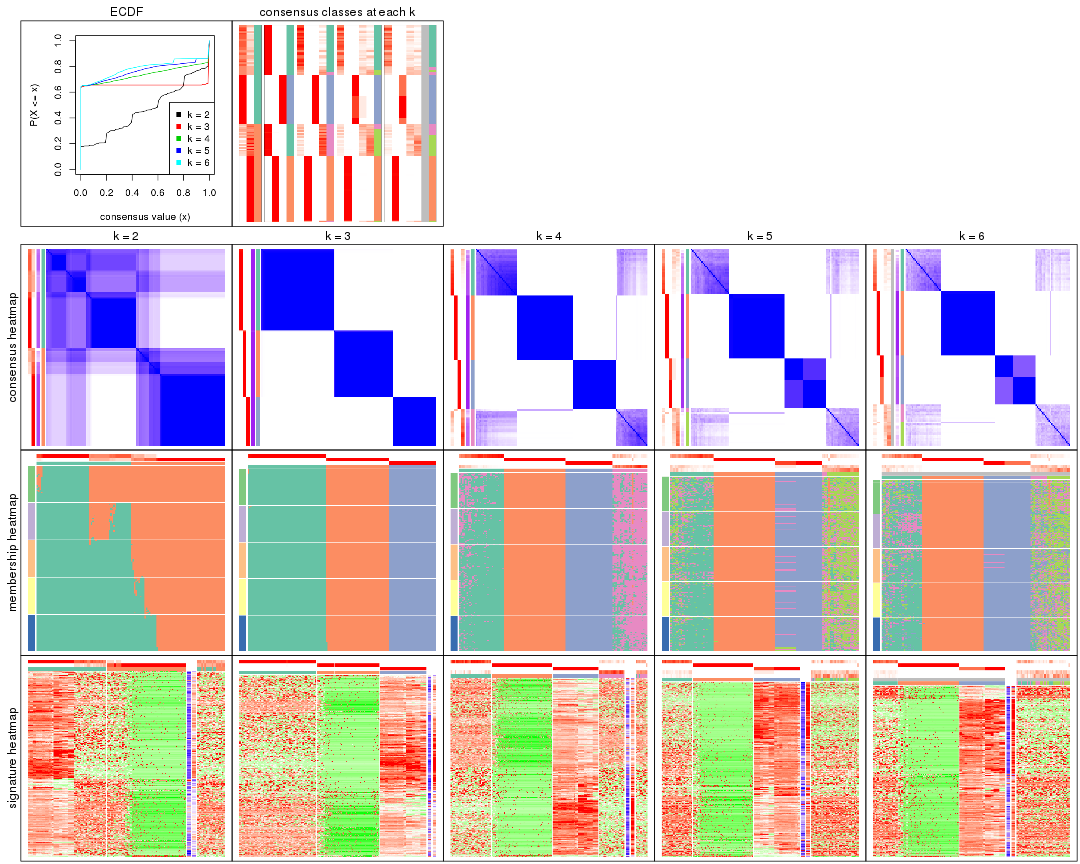 ECDF
consensus classes at each k
P(X <= x)
0.0 0.2 0.4 0.6 0.8 1.0
k = 2
k = 3
k = 4
k = 5
k = 6
0.0 0.2 0.4 0.6 0.8 1.0
consensus value (x)
k = 2
k = 3
k = 4
k = 5
k = 6
consensus heatmap
membership heatmap
signature heatmap